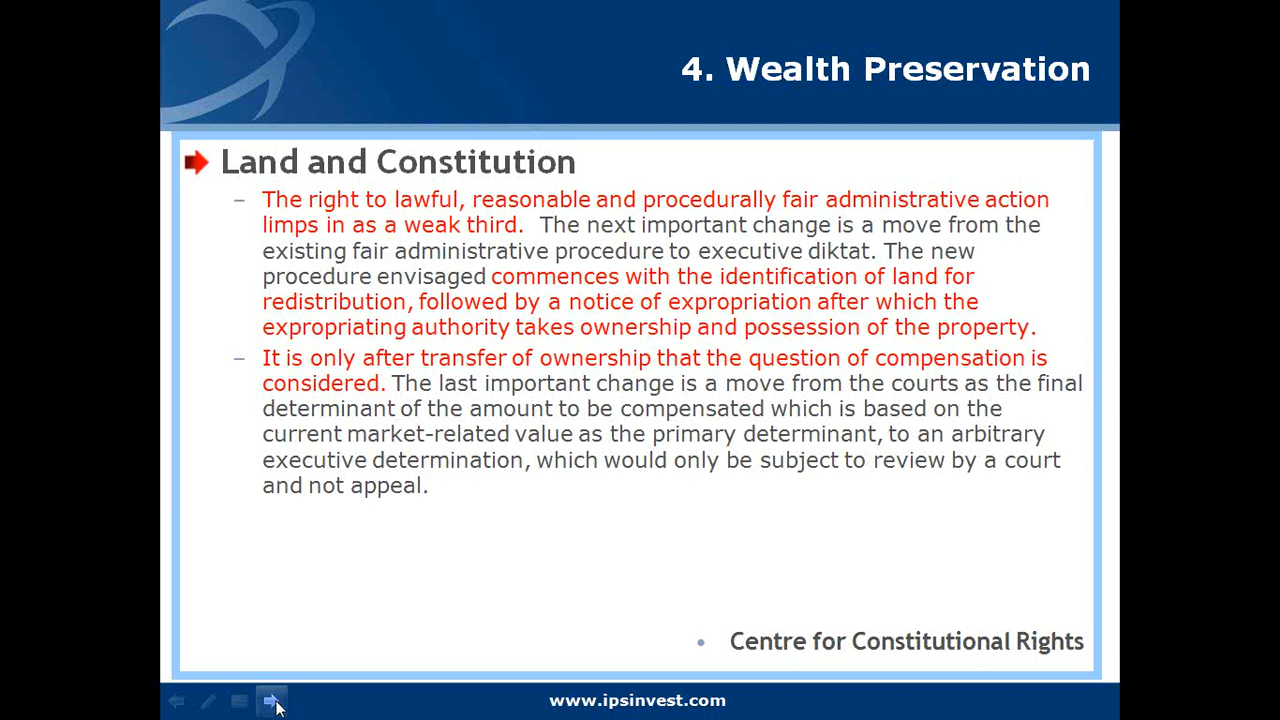 4. Wealth Preservation
Land and Constitution
– The right to lawful, reasonable and procedurally fair administrative action
limps in as a weak third. The next important change is a move from the
existing fair administrative procedure to executive diktat. The new
procedure envisaged commences with the identification of land for
redistribution, followed by a notice of expropriation after which the
expropriating authority takes ownership and possession of the property.
– It is only after transfer of ownership that the question of compensation is
considered. The last important change is a move from the courts as the final
determinant of the amount to be compensated which is based on the
current market-related value as the primary determinant, to an arbitrary
executive determination, which would only be subject to review by a court
and not appeal.
• Centre for Constitutional Rights
www.ipsinvest.com